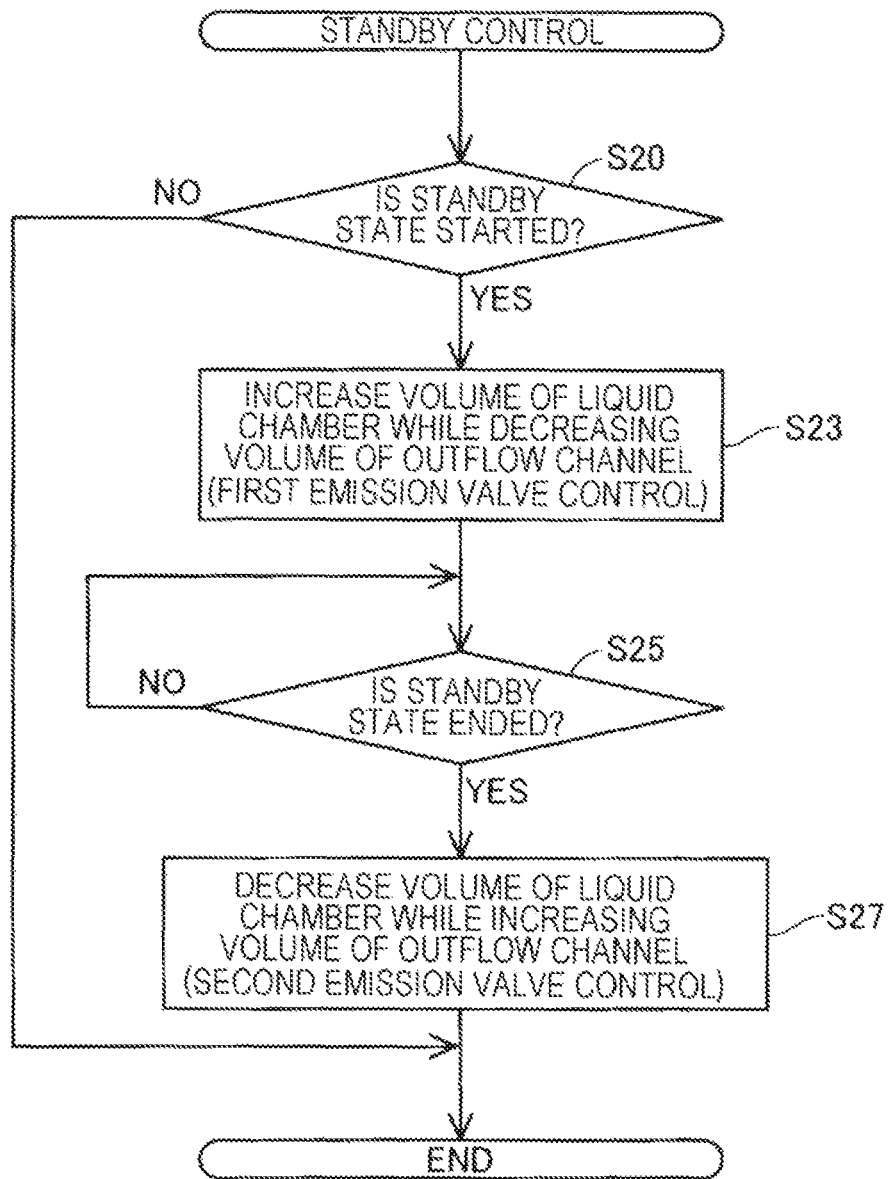 STANDBY CONTROL
S20
NO
IS STANDBY
STATE STARTED?
YES
INCREASE VOLUME OF LIQUID
CHAMBER WHILE DECREASING
VOLUME OF OUTFLOW CHANNEL
(FIRST EMISSION VALVE CONTROL)
S23
S25
NO
IS STANDBY
STATE ENDED?
YES
DECREASE VOLUME OF LIQUID
CHAMBER WHILE INCREASING
VOLUME OF OUTFLOW CHANNEL
(SECOND EMISSION VALVE CONTROL)
S27
END